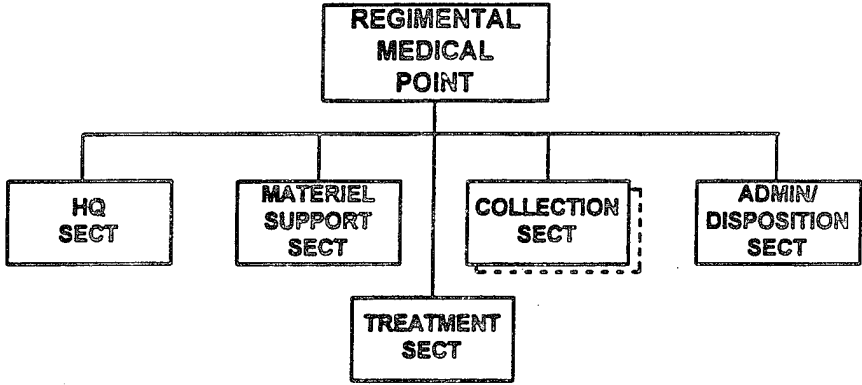 REGIMENTAL
MEDICAL
POINT
HQ
SECT
MATERIEL
SUPPORT
SECT
COLLECTION
SECT
ADMIN/
DISPOSITION
SECT
TREATMENT
SECT